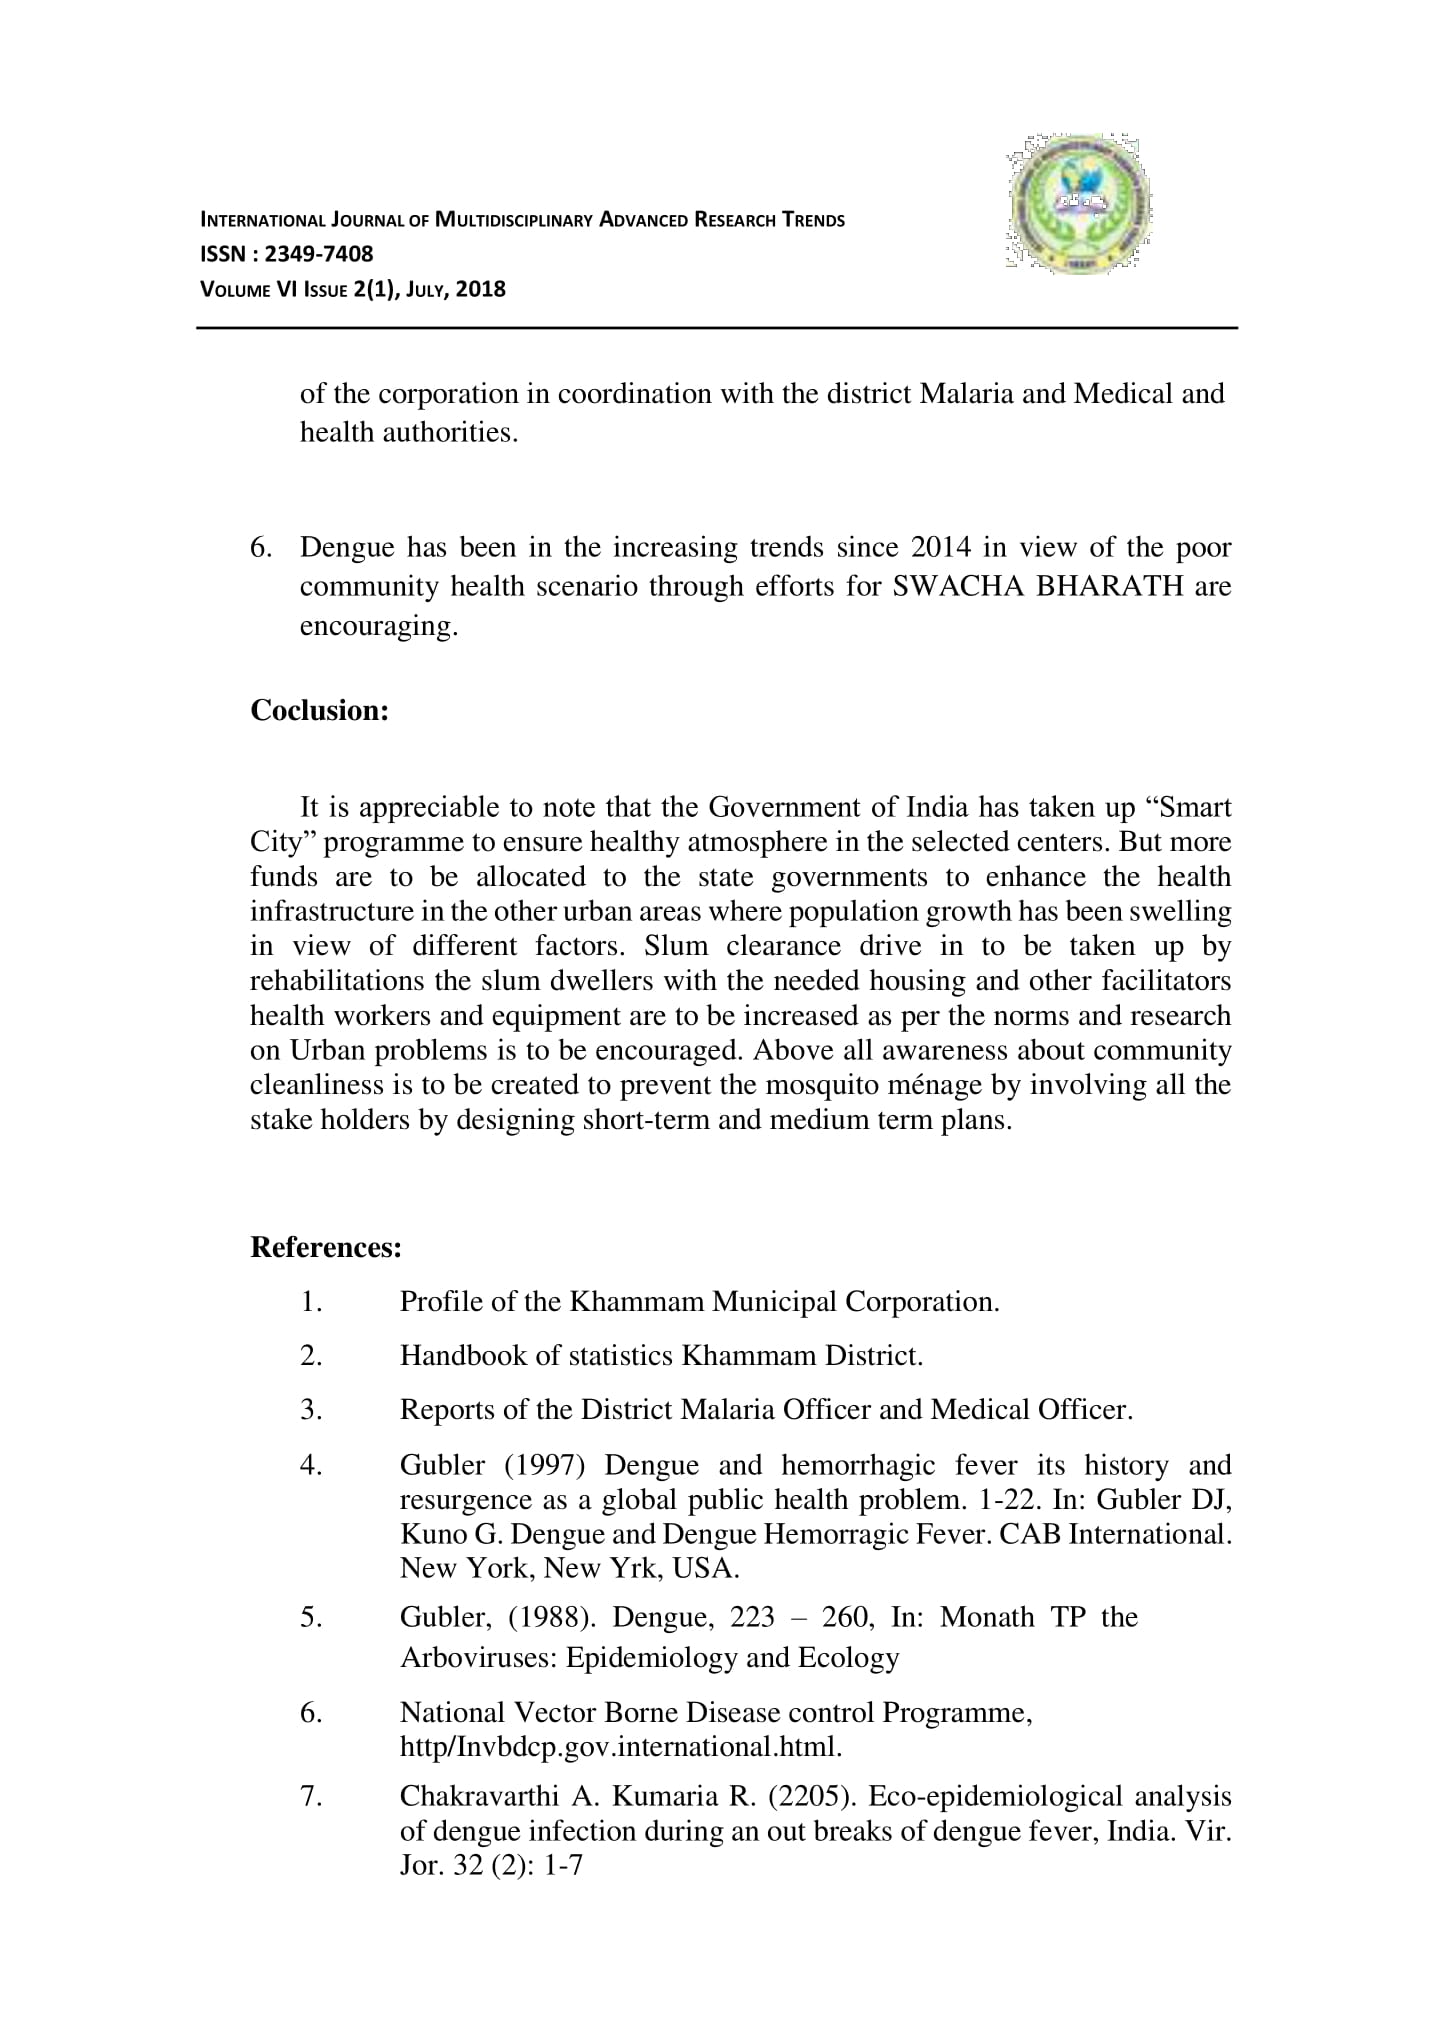 International Journal of Multidisciplinary Advanced Research Trends
ISSN : 2349-7408
Volume VI Issue 2(1), July, 2018
of the corporation in coordination with the district Malaria and Medical and
health authorities.
6. Dengue has been in the increasing trends since 2014 in view of the poor
community health scenario through efforts for SWACHA BHARATH are
encouraging.
Coclusion:
It is appreciable to note that the Government of India has taken up “Smart
City” programme to ensure healthy atmosphere in the selected centers. But more
funds are to be allocated to the state governments to enhance the health
infrastructure in the other urban areas where population growth has been swelling
in view of different factors. Slum clearance drive in to be taken up by
rehabilitations the slum dwellers with the needed housing and other facilitators
health workers and equipment are to be increased as per the norms and research
on Urban problems is to be encouraged. Above all awareness about community
cleanliness is to be created to prevent the mosquito ménage by involving all the
stake holders by designing short-term and medium term plans.
References:
1. Profile of the Khammam Municipal Corporation.
2. Handbook of statistics Khammam District.
3. Reports of the District Malaria Officer and Medical Officer.
4. Gubler (1997) Dengue and hemorrhagic fever its history and
resurgence as a global public health problem. 1-22. In: Gubler DJ,
Kuno G. Dengue and Dengue Hemorragic Fever. CAB International.
New York, New Yrk, USA.
5. Gubler, (1988). Dengue, 223 – 260, In: Monath TP the
Arboviruses: Epidemiology and Ecology
6. National Vector Borne Disease control Programme,
http/Invbdcp.gov.international.html.
7. Chakravarthi A. Kumaria R. (2205). Eco-epidemiological analysis
of dengue infection during an out breaks of dengue fever, India. Vir.
Jor. 32 (2): 1-7